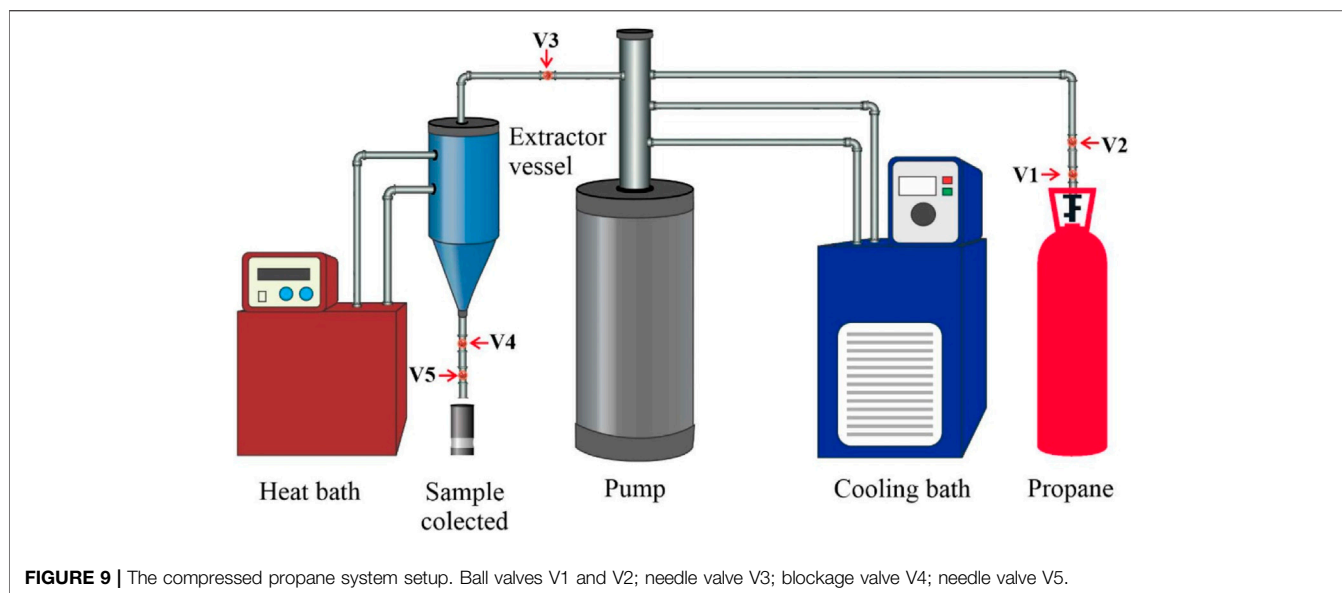 V3
Extractor
vessel
V2
V1
V4
V5
Heat bath
Sample
colected
Pump
Cooling bath
Propane
FIGURE 9 | The compressed propane system setup. Ball valves V1 and V2; needle valve V3; blockage valve V4; needle valve V5.